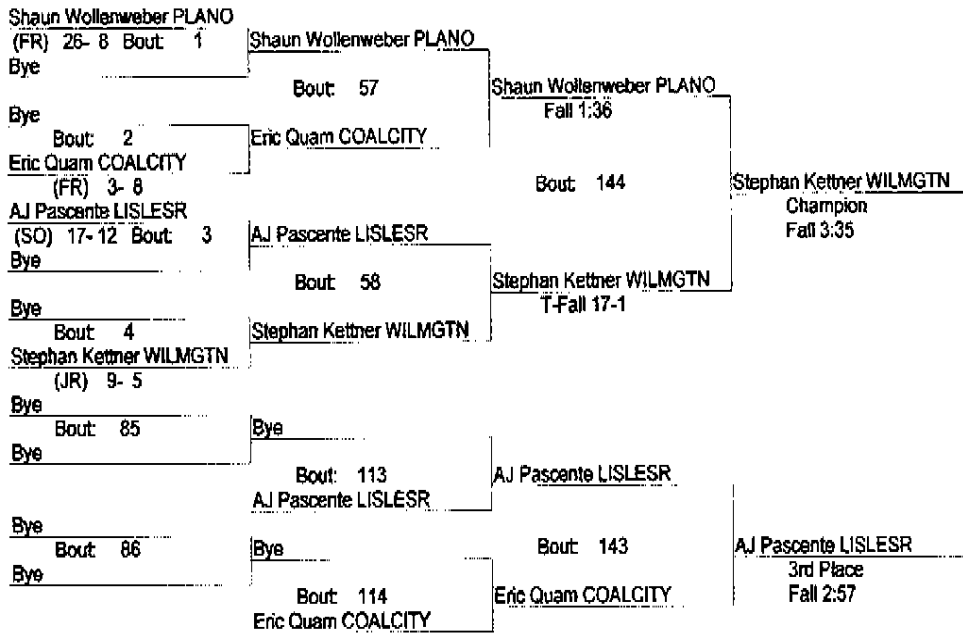 Shaun Wollenweber PLANO
(FR) 26- 8 Bout: 1
Bye
Bye
Bout: 2
Eric Quam COALCITY
(FR) 3- 8
AJ Pascente LISLESR
(SO) 17- 12 Bout: 3
Bye
Bye
Bout: 4
Stephan Kettner WILMGTN
(JR) 9- 5
Bye
Bout: 85
Bye
Bye
Bout: 86
Bye
Shaun Wollenweber PLANO
Bout: 57
Eric Quam COALCITY
AJ Pascente LISLESR
Bout: 58
Stephan Kettner WILMGTN
Bye
Bout: 113
AJ Pascente LISLESR
Bye
Bout: 114
Eric Quam COALCITY
Shaun Wollenweber PLANO
Fall 1:36
Bout: 144
Stephan Kettner WILMGTN
T-Fall 17-1
AJ Pascente LISLESR
Bout: 143
Eric Quam COALCITY
Stephan Kettner WILMGTN
Champion
Fall 3:35
AJ Pascente LISLESR
3rd Place
Fall 2:57